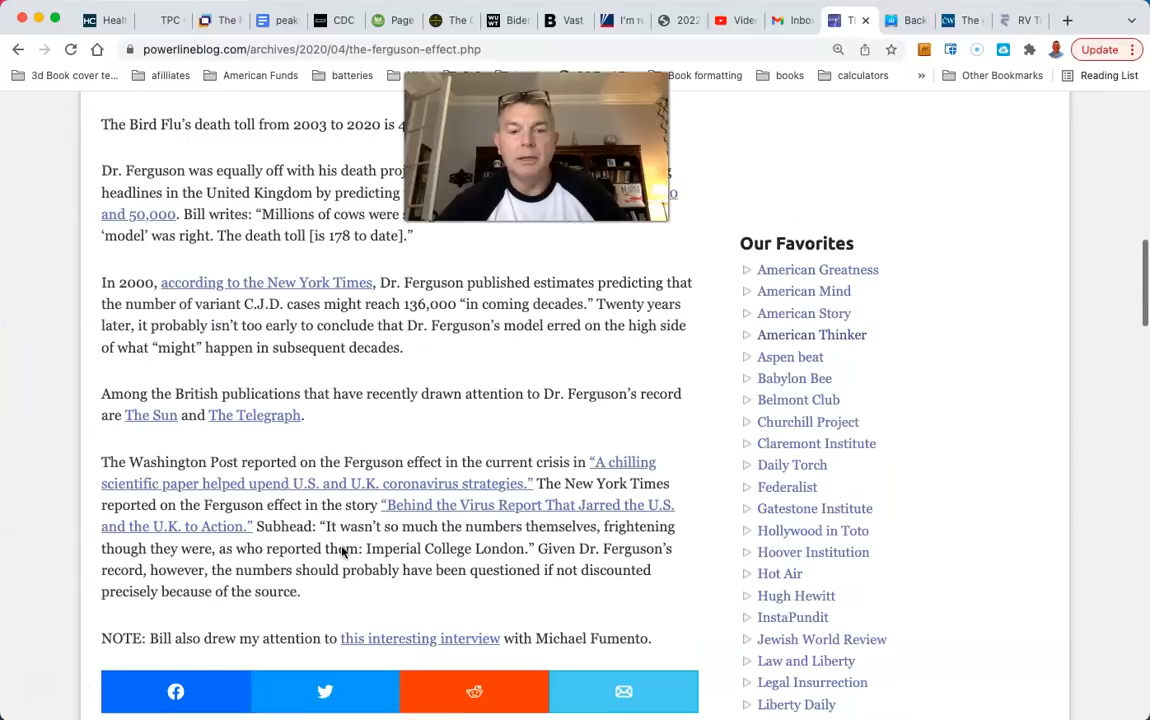 Healt
TPC
The F
peak
CDC
Page
The C
Bider
Vast
I'm re
2022
Vide
Inbo
Tl
Back
The
RV Ti
powerlineblog.com/archives/2020/04/the-ferguson-effect.php
Update
3d Book cover te...
afiliates
American Funds
batteries
Book formatting
books
calculators
»
Other Bookmarks
Reading List
The Bird Flu's death toll from 2003 to 2020 is 4
Dr. Ferguson was equally off with his death proj
headlines in the United Kingdom by predicting
and 50,000. Bill writes: “Millions of cows were s
‘model’ was right. The death toll [is 178 to date].”
In 2000, according to the New York Times, Dr. Ferguson published estimates predicting that
the number of variant C.J.D. cases might reach 136,000 “in coming decades.” Twenty years
later, it probably isn’t too early to conclude that Dr. Ferguson’s model erred on the high side
of what “might” happen in subsequent decades.
Among the British publications that have recently drawn attention to Dr. Ferguson’s record
are The Sun and The Telegraph.
The Washington Post reported on the Ferguson effect in the current crisis in “A chilling
scientific paper helped upend U.S. and U.K. coronavirus strategies.” The New York Times
reported on the Ferguson effect in the story “Behind the Virus Report That Jarred the U.S.
and the U.K. to Action.” Subhead: “It wasn’t so much the numbers themselves, frightening
though they were, as who reported them: Imperial College London.” Given Dr. Ferguson’s
record, however, the numbers should probably have been questioned if not discounted
precisely because of the source.
NOTE: Bill also drew my attention to this interesting interview with Michael Fumento.
Our Favorites
American Greatness
American Mind
American Story
American Thinker
Aspen beat
Babylon Bee
Belmont Club
Churchill Project
Claremont Institute
Daily Torch
Federalist
Gatestone Institute
Hollywood in Toto
Hoover Institution
Hot Air
Hugh Hewitt
InstaPundit
Jewish World Review
Law and Liberty
Legal Insurrection
Liberty Daily